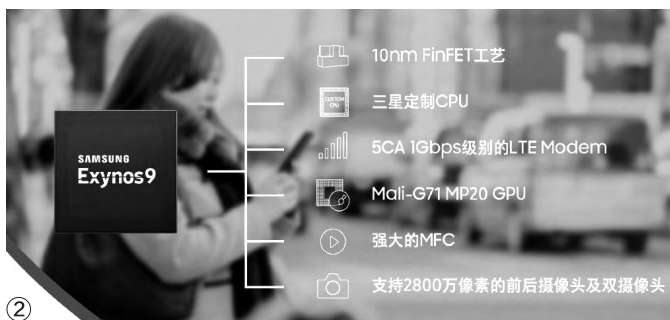 SAMSUNG
Exynos9
10nm FinFET工艺
CUSTOM
CPU
三星定制CPU
5CA 1Gbps级别的LTE Modem
Mali-G71 MP20 GPU
强大的MFC
支持2800万像素的前后摄像头及双摄像头
②